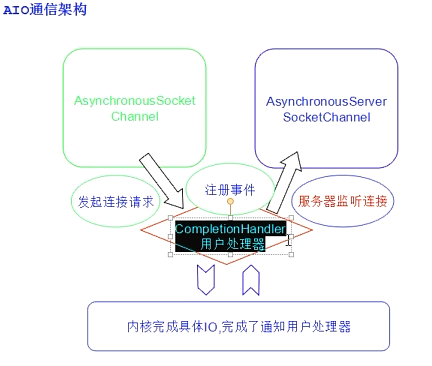 AIO通信架构
AsynchronousSocket
Channel
AsynchronousServer
SocketChannel
发起连接请求
注册事件
服务器监听连接
CompletionHandler
用户处理器
内核完成具体IO,完成了通知用户处理器